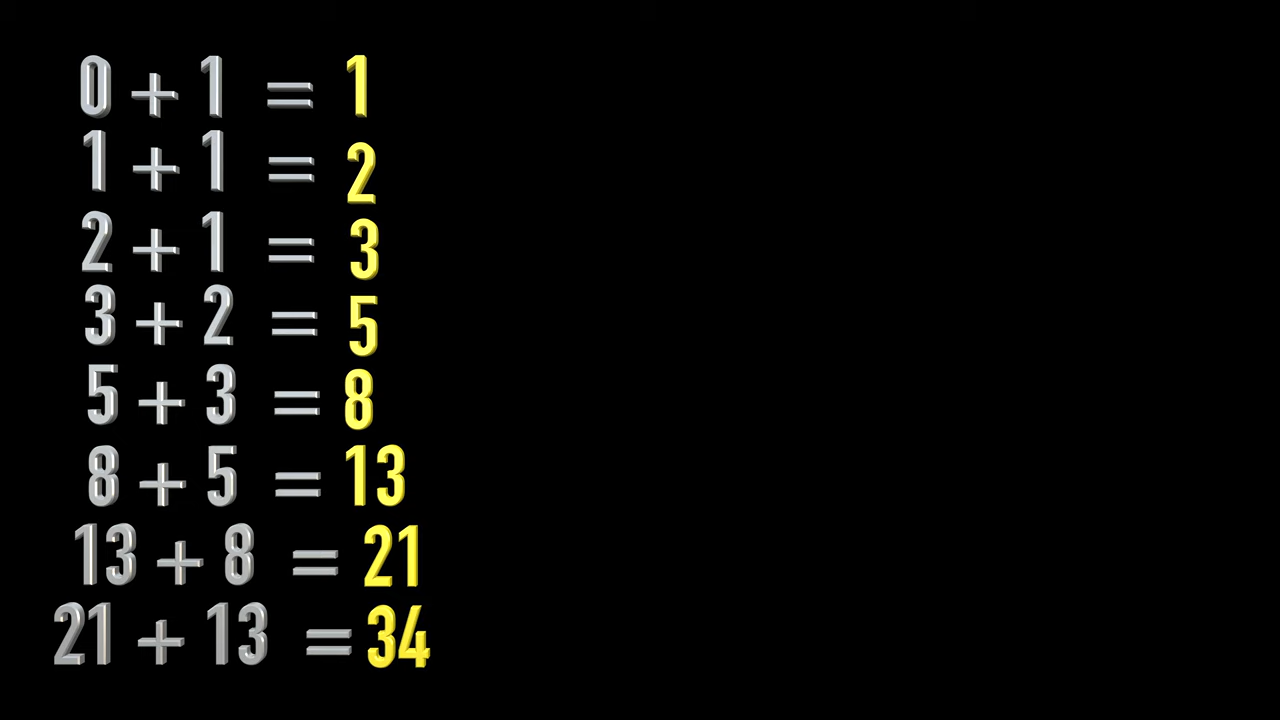 0 + 1 = 1
1 + 1 = 2
2 + 1 = 3
3 + 2 = 5
5 + 3 = 8
8 + 5 = 13
13 + 8 = 21
21 + 13 = 34